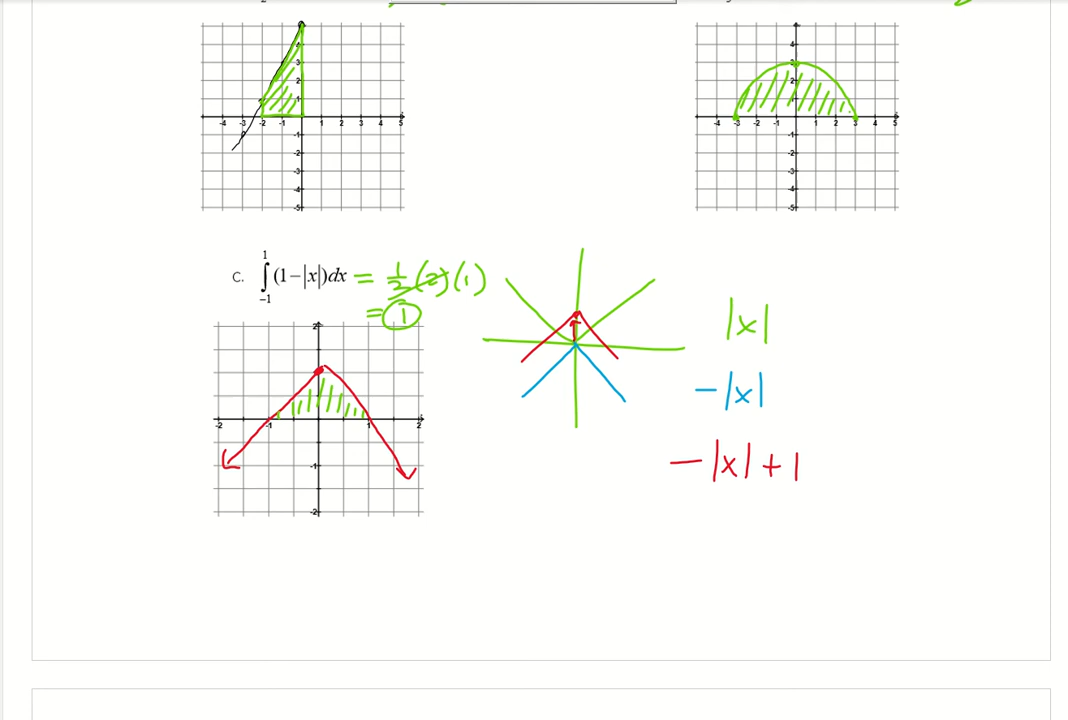 C. ∫₋₁¹ (1−|x|)dx = ½(2)(1)
= 1
|x|
−|x|
−|x|+1